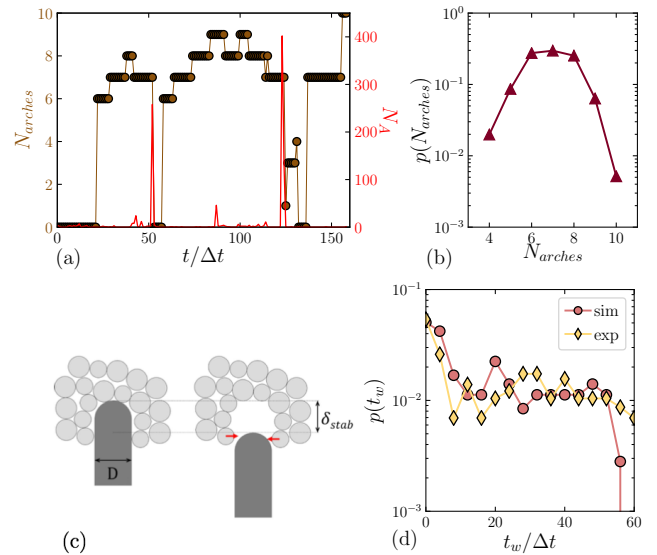 10
8
6
4
2
0
N_arches
400
300
200
100
0
N_A
0 50 100 150
(a) t/Δt
10^0
10^-1
10^-2
10^-3
p(N_arches)
4 6 8 10
(b) N_arches
D
δ_stab
(c)
10^-1
10^-2
10^-3
p(t_w)
sim
exp
0 20 40 60
(d) t_w/Δt